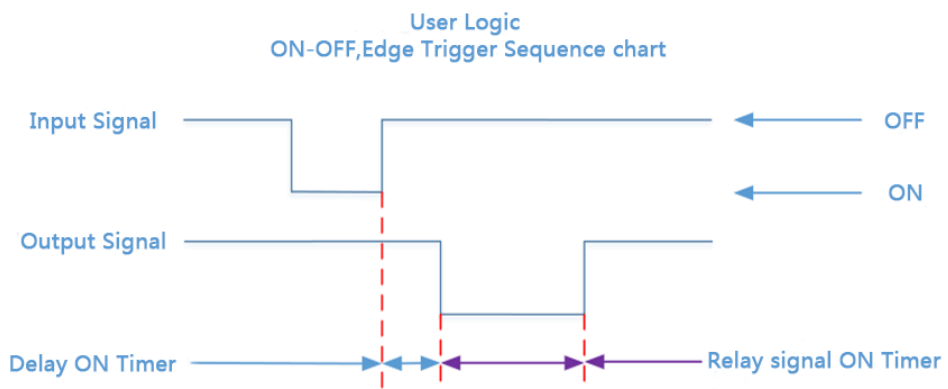 User Logic
ON-OFF,Edge Trigger Sequence chart
Input Signal
OFF
ON
Output Signal
Delay ON Timer
Relay signal ON Timer